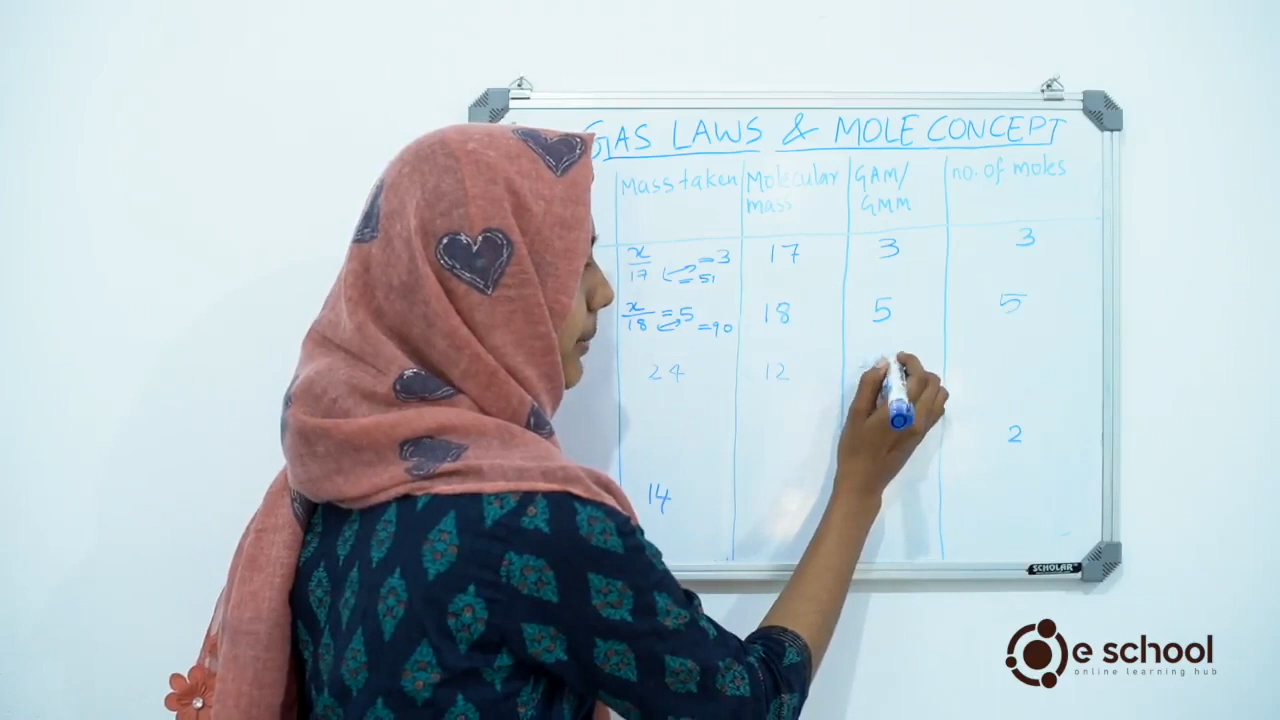 GAS LAWS & MOLE CONCEPT
Mass taken Molecular mass GAM/ GMM no. of moles
x/17 = 3 = 51 17 3 3
x/18 = 5 = 90 18 5 5
24 12
2
14
SCHOLAR
e school
online learning hub